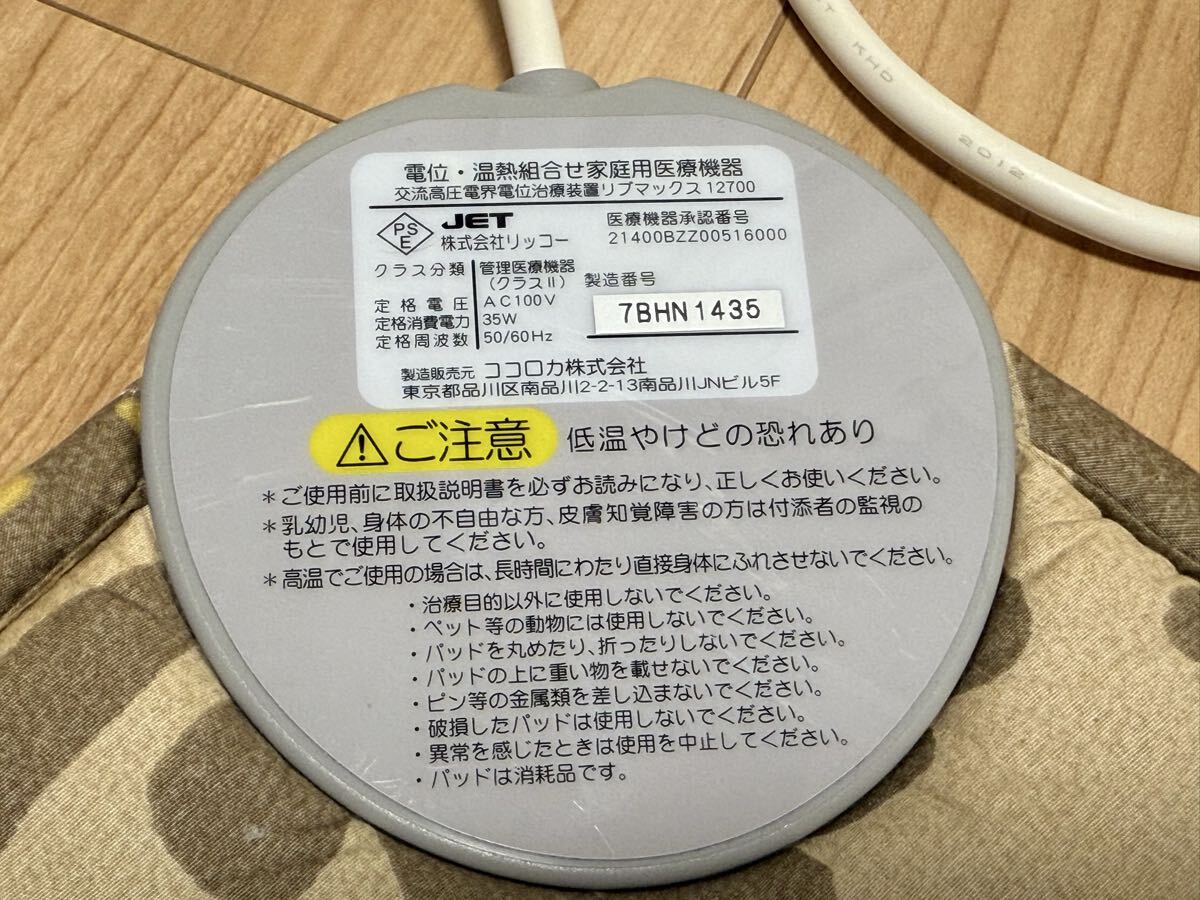 電位・温熱組合せ家庭用医療機器
交流高圧電界電位治療装置リブマックス12700
PS
E
JET
株式会社リッコー
医療機器承認番号
21400BZZ00516000
クラス分類 管理医療機器
（クラスⅡ）
定格電圧 AC100V
定格消費電力 35W
定格周波数 50/60Hz
製造番号
7BHN1435
製造販売元 ココロカ株式会社
東京都品川区南品川2-2-13南品川JNビル5F
ご注意 低温やけどの恐れあり
＊ご使用前に取扱説明書を必ずお読みになり、正しくお使いください。
＊乳幼児、身体の不自由な方、皮膚知覚障害の方は付添者の監視の
もとで使用してください。
＊高温でご使用の場合は、長時間にわたり直接身体にふれさせないでください。
・治療目的以外に使用しないでください。
・ペット等の動物には使用しないでください。
・パッドを丸めたり、折ったりしないでください。
・パッドの上に重い物を載せないでください。
・ピン等の金属類を差し込まないでください。
・破損したパッドは使用しないでください。
・異常を感じたときは使用を中止してください。
・パッドは消耗品です。
KHD
2012